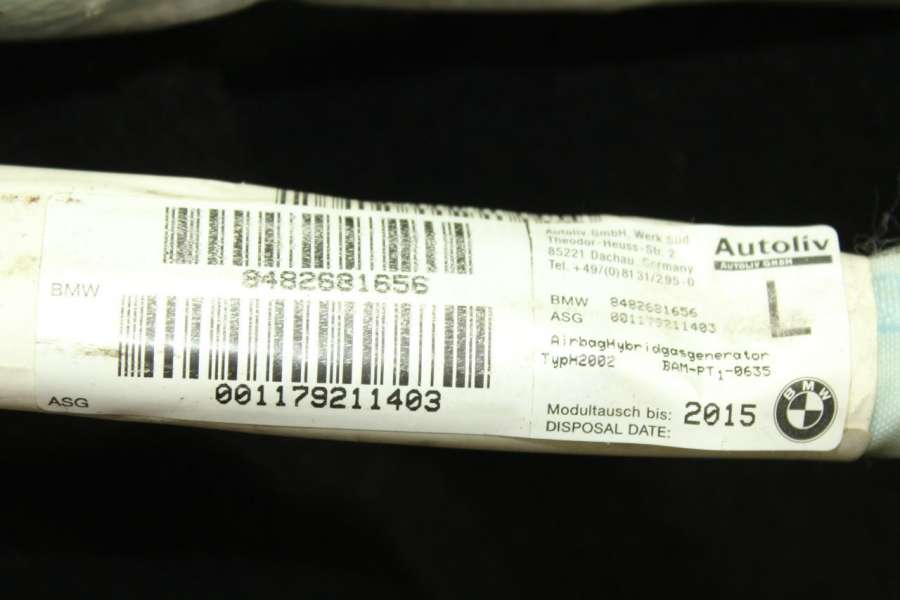 BMW
8482681656
ASG
001179211403
Autoliv GmbH, Werk Süd
Theodor-Heuss-Str. 2
85221 Dachau, Germany
Tel. +49/(0)8131/295-0
Autoliv
AUTOLIV GMBH
BMW 8482681656
ASG 001179211403
L
AirbagHybridgasgenerator
TypH2002 BAM-PT1-0635
Modultausch bis: 2015
DISPOSAL DATE:
BMW